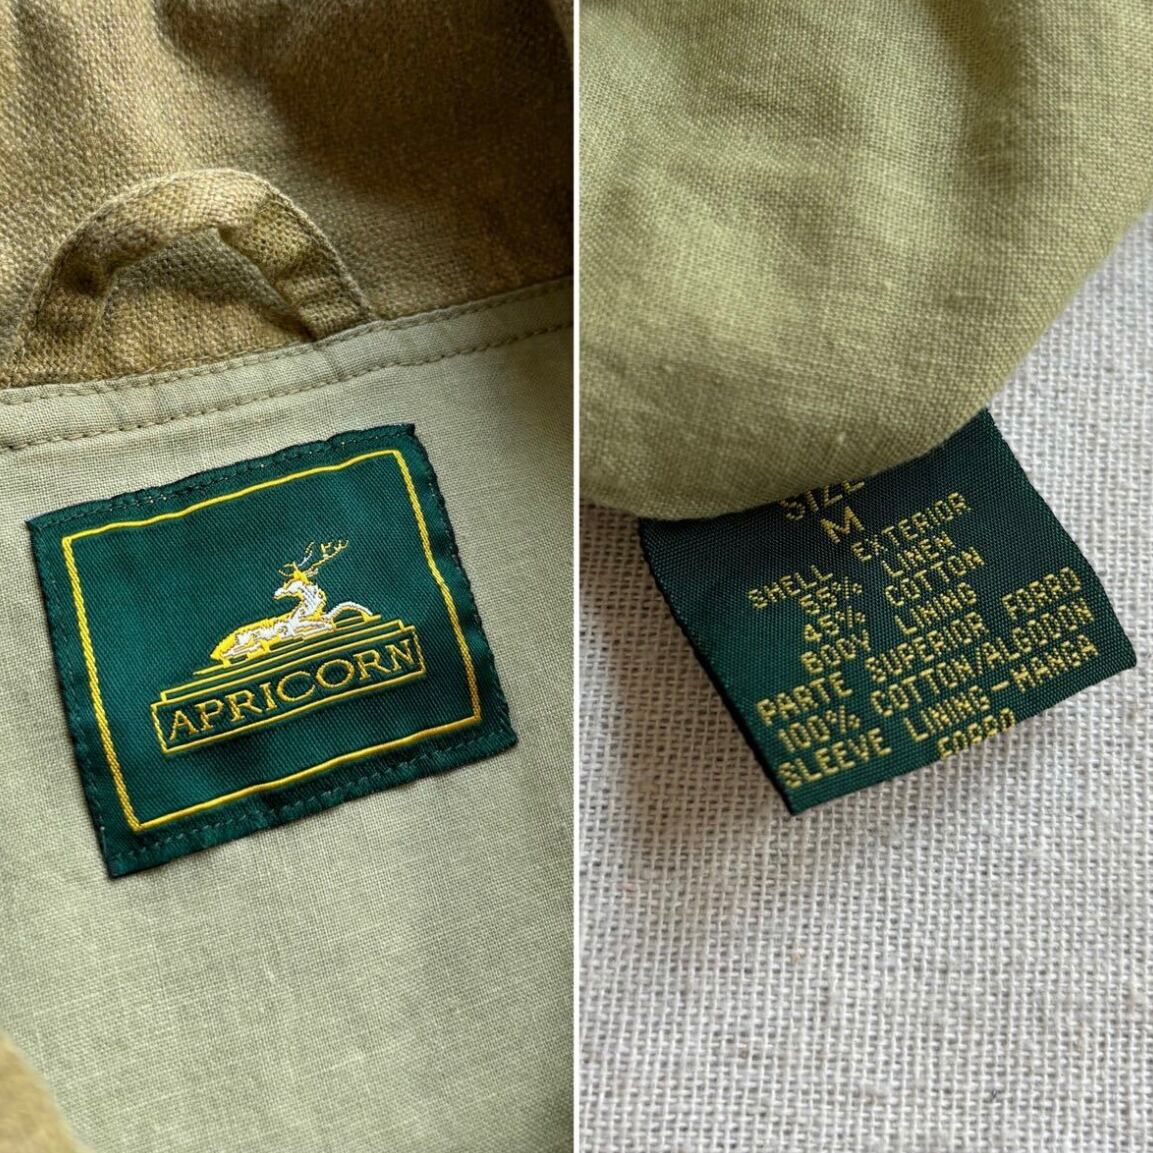 APRICORN
SIZE
M
SHELL EXTERIOR
55% LINEN
45% COTTON
BODY LINING
PARTE SUPERIOR FORRO
100% COTTON/ALGODON
SLEEVE LINING-MANGA
FORRO